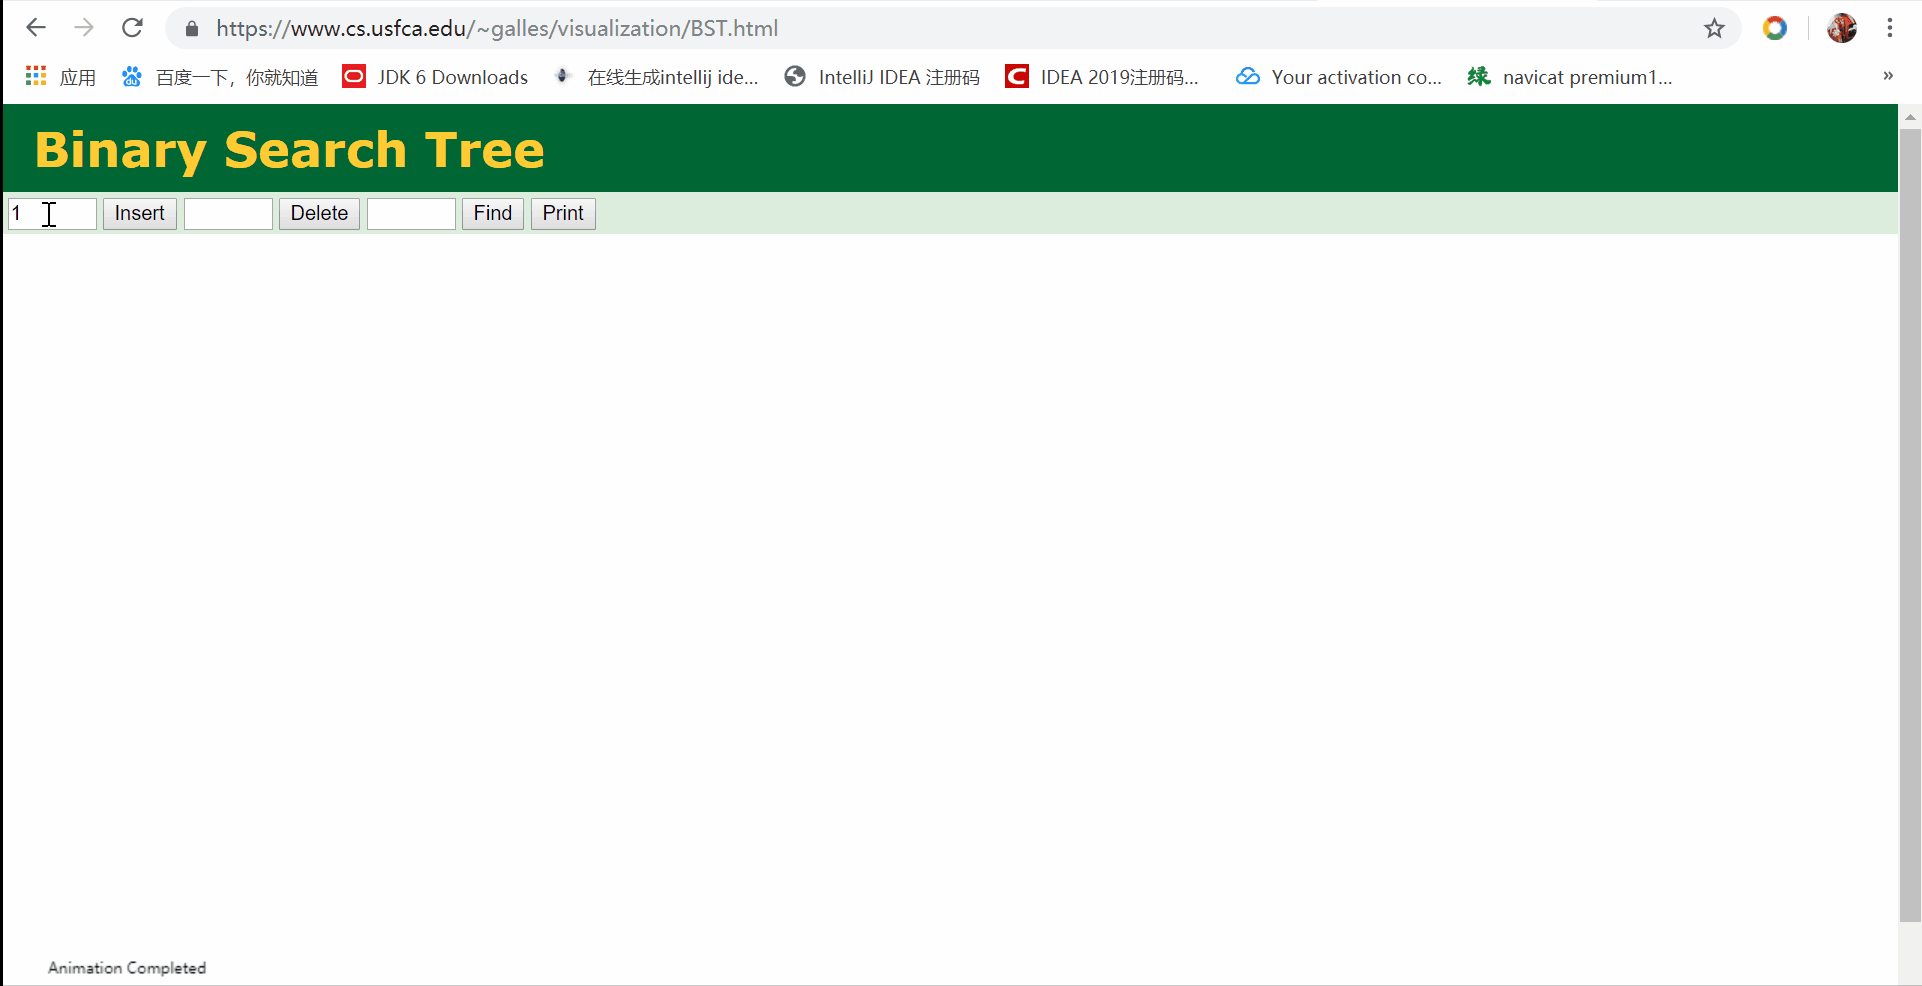 https://www.cs.usfca.edu/~galles/visualization/BST.html
应用 百度一下，你就知道 JDK 6 Downloads 在线生成intellij ide... IntelliJ IDEA 注册码 IDEA 2019注册码... Your activation co... 绿 navicat premium1... »
Binary Search Tree
1 Insert Delete Find Print
Animation Completed